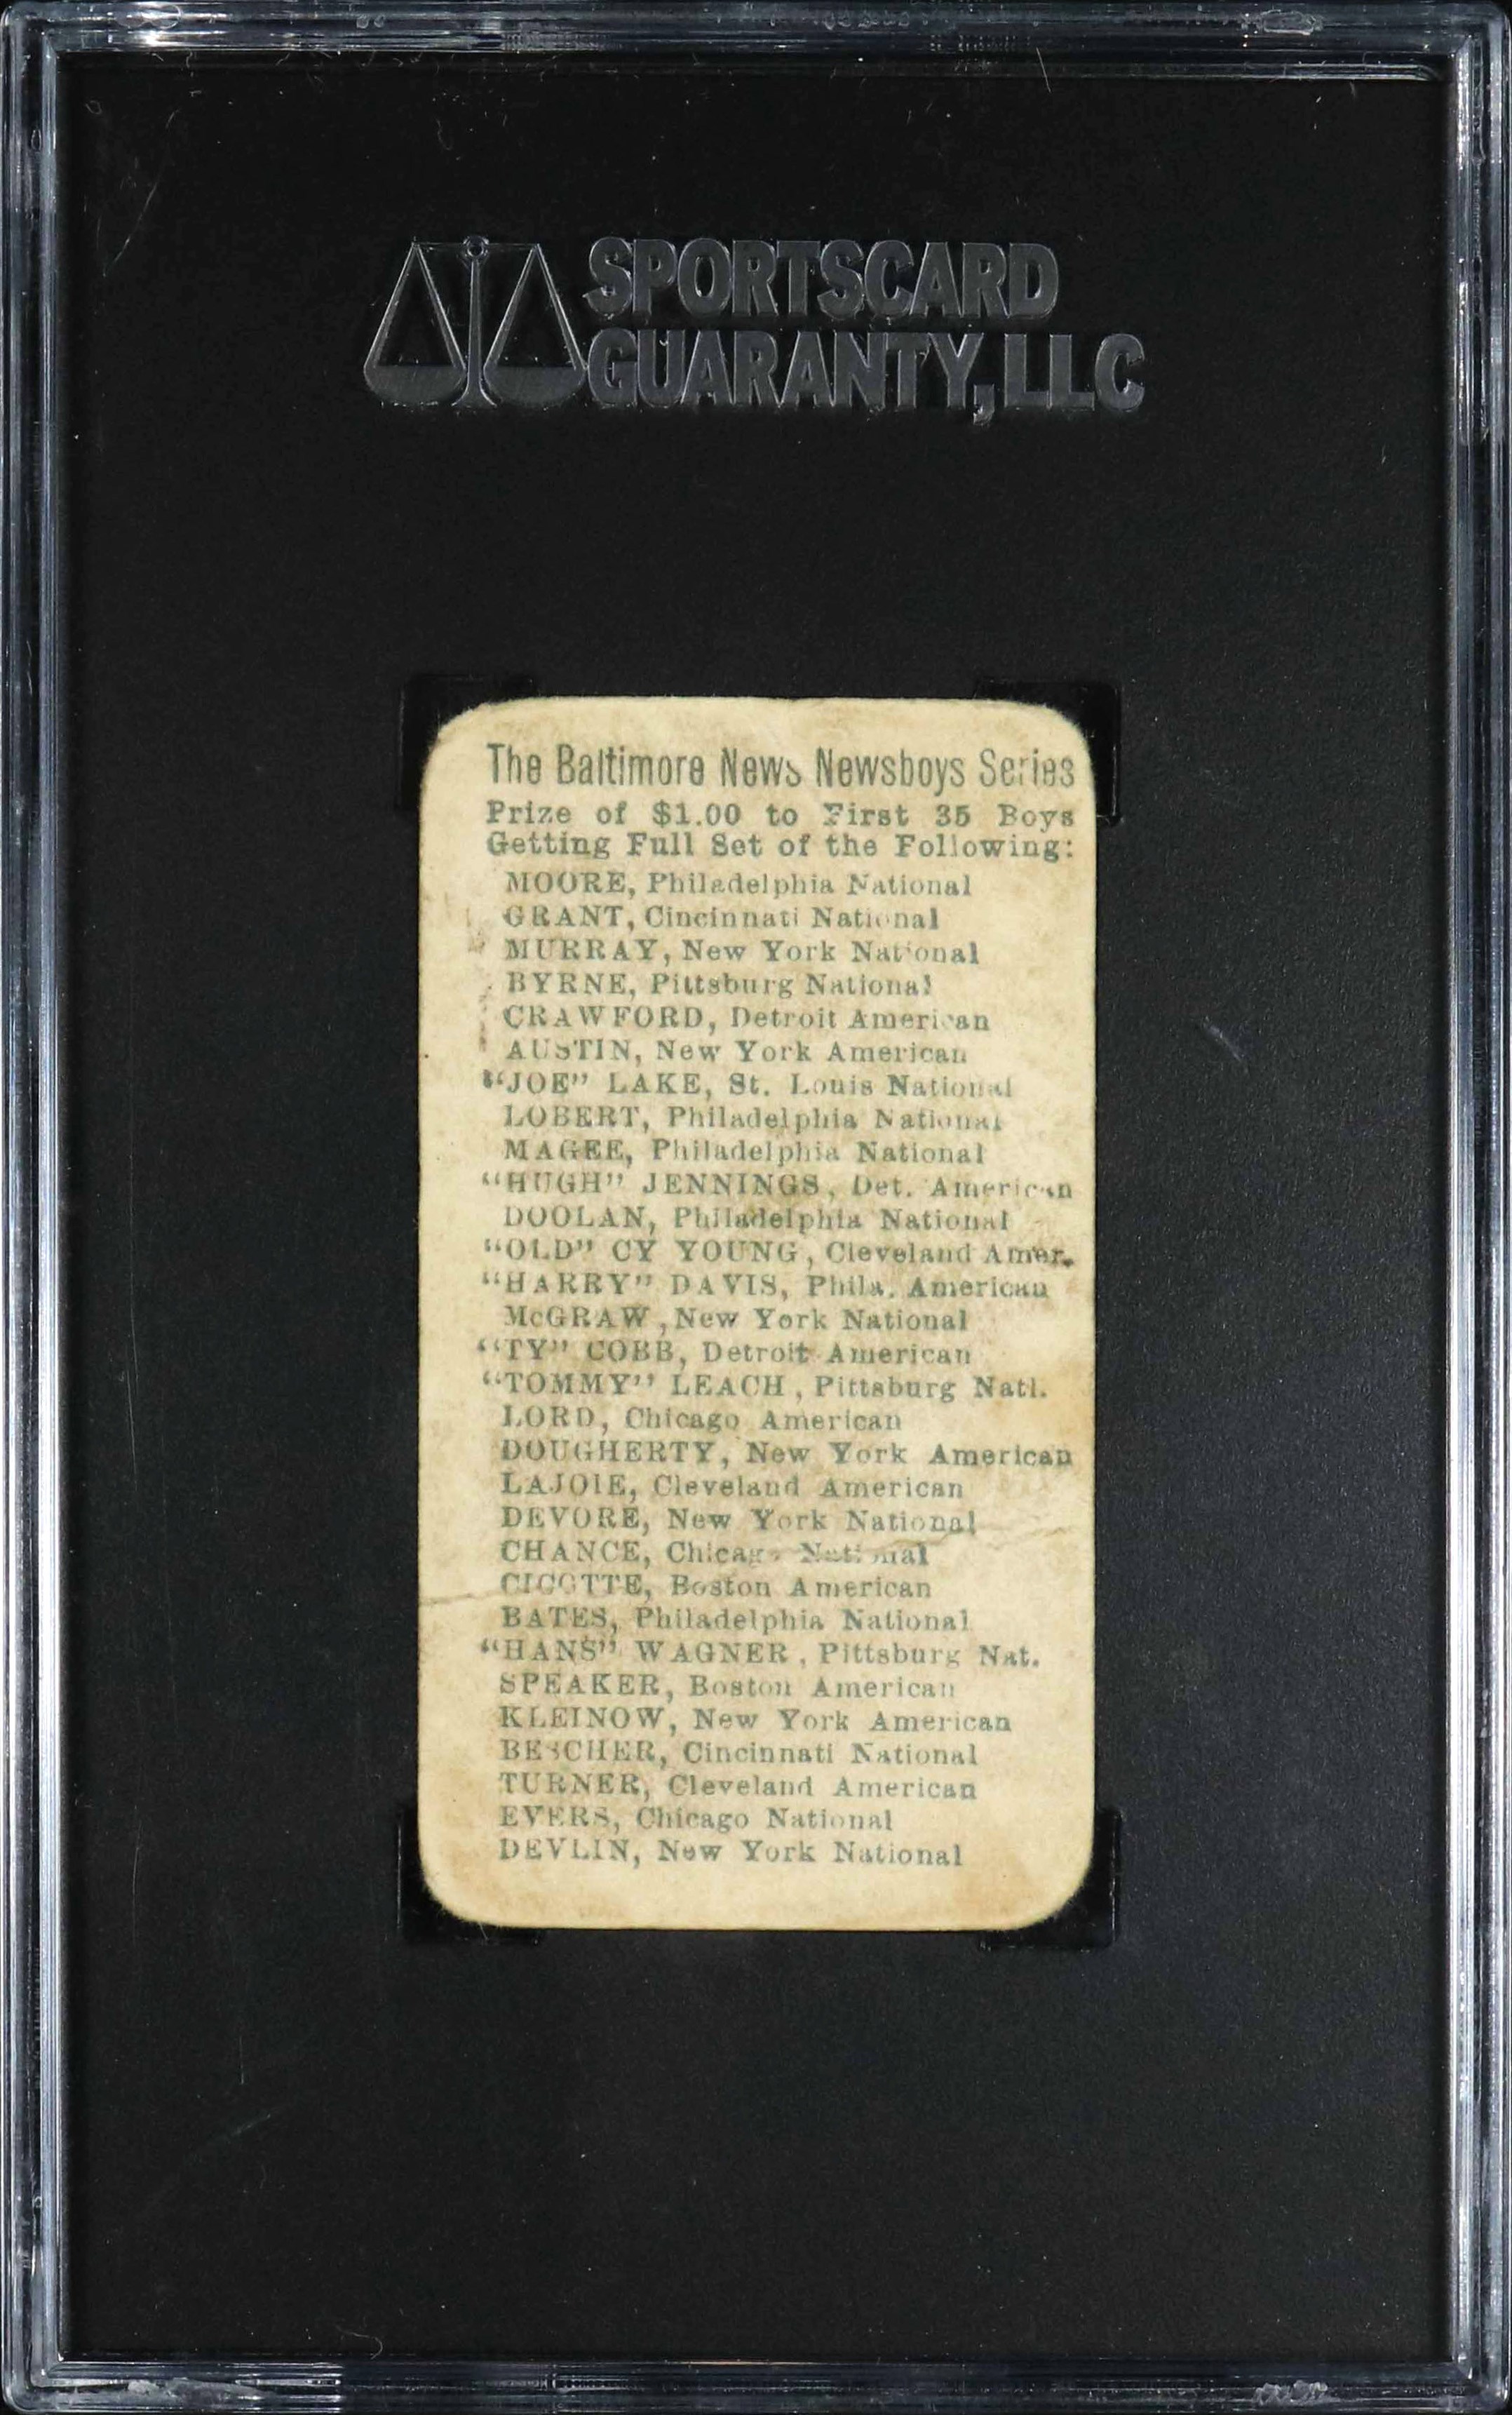 SPORTSCARD
GUARANTY, LLC
The Baltimore News Newsboys Series
Prize of $1.00 to First 35 Boys
Getting Full Set of the Following:
MOORE, Philadelphia National
GRANT, Cincinnati National
MURRAY, New York National
BYRNE, Pittsburg National
CRAWFORD, Detroit American
AUSTIN, New York American
“JOE” LAKE, St. Louis National
LOBERT, Philadelphia National
MAGEE, Philadelphia National
“HUGH” JENNINGS, Det. American
DOOLAN, Philadelphia National
“OLD” CY YOUNG, Cleveland Amer.
“HARRY” DAVIS, Phila. American
McGRAW, New York National
“TY” COBB, Detroit American
“TOMMY” LEACH, Pittsburg Natl.
LORD, Chicago American
DOUGHERTY, New York American
LAJOIE, Cleveland American
DEVORE, New York National
CHANCE, Chicago National
CICOTTE, Boston American
BATES, Philadelphia National
“HANS” WAGNER, Pittsburg Nat.
SPEAKER, Boston American
KLEINOW, New York American
BESCHER, Cincinnati National
TURNER, Cleveland American
EVERS, Chicago National
DEVLIN, New York National